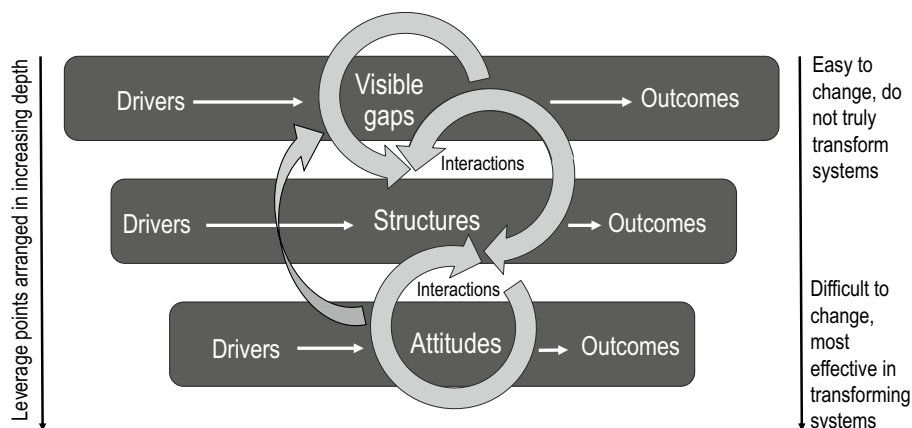 Leverage points arranged in increasing depth
Drivers
Visible
gaps
Outcomes
Interactions
Drivers
Structures
Outcomes
Interactions
Drivers
Attitudes
Outcomes
Easy to
change, do
not truly
transform
systems
Difficult to
change,
most
effective in
transforming
systems